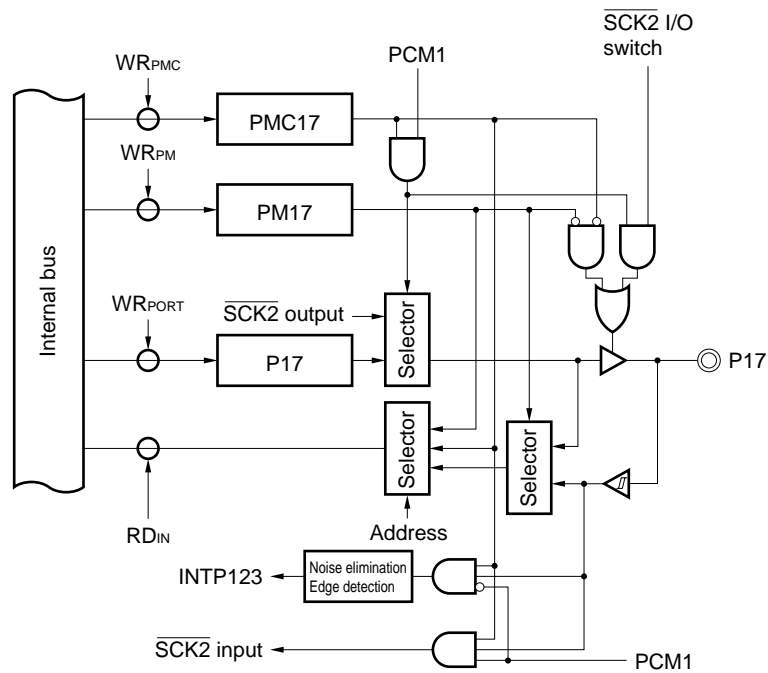 SCK2 I/O
switch
WRPMC
PCM1
PMC17
WRPM
PM17
Internal bus
WRPORT
SCK2 output
Selector
P17
P17
Selector
Selector
RDIN
Address
INTP123
Noise elimination
Edge detection
SCK2 input
PCM1